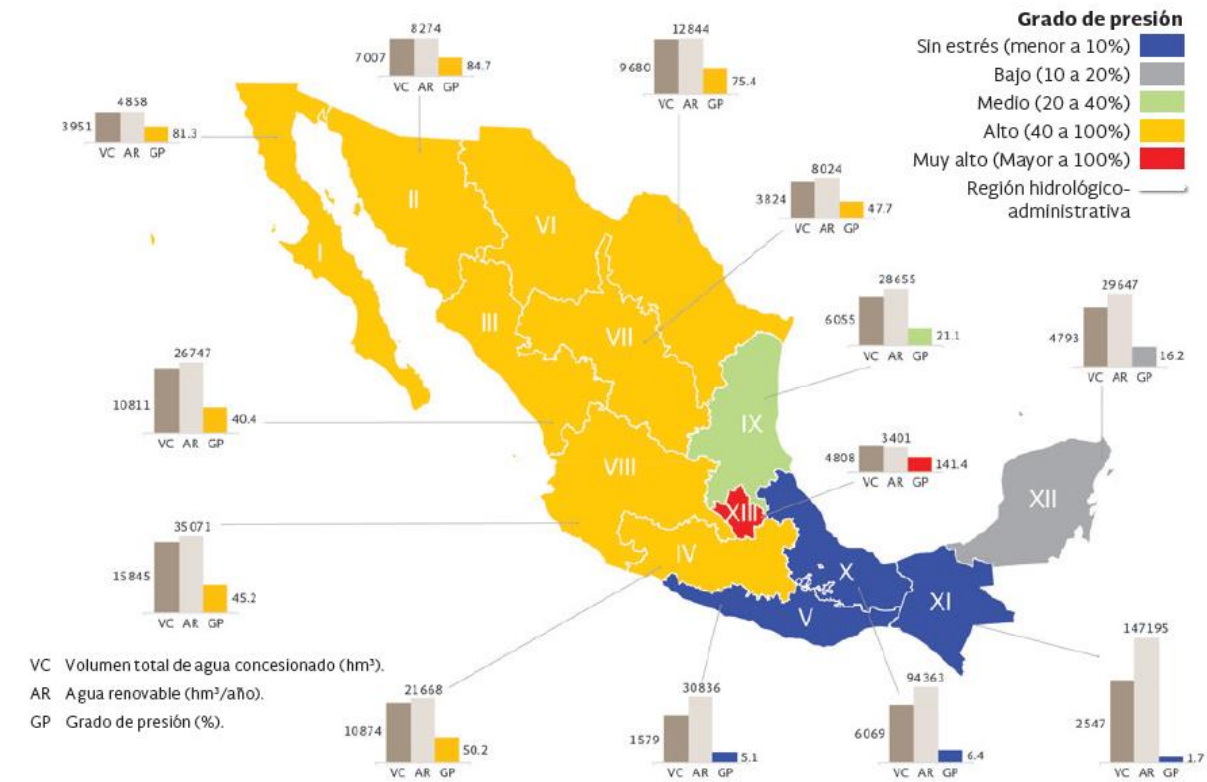 Grado de presión
Sin estrés (menor a 10%)
Bajo (10 a 20%)
Medio (20 a 40%)
Alto (40 a 100%)
Muy alto (Mayor a 100%)
Región hidrológico-
administrativa
8274
7007
84.7
VC AR GP
12844
9680
75.4
VC AR GP
4858
3951
81.3
VC AR GP
8024
3824
47.7
VC AR GP
28655
6055
21.1
VC AR GP
29647
4793
16.2
VC AR GP
26747
10811
40.4
VC AR GP
3401
4808
141.4
VC AR GP
35071
15845
45.2
VC AR GP
I
II
VI
III
VII
IX
VIII
XIII
XII
IV
X
V
XI
VC Volumen total de agua concesionado (hm³).
AR Agua renovable (hm³/año).
GP Grado de presión (%).
21668
10874
50.2
VC AR GP
30836
1579
5.1
VC AR GP
94363
6069
6.4
VC AR GP
147195
2547
1.7
VC AR GP